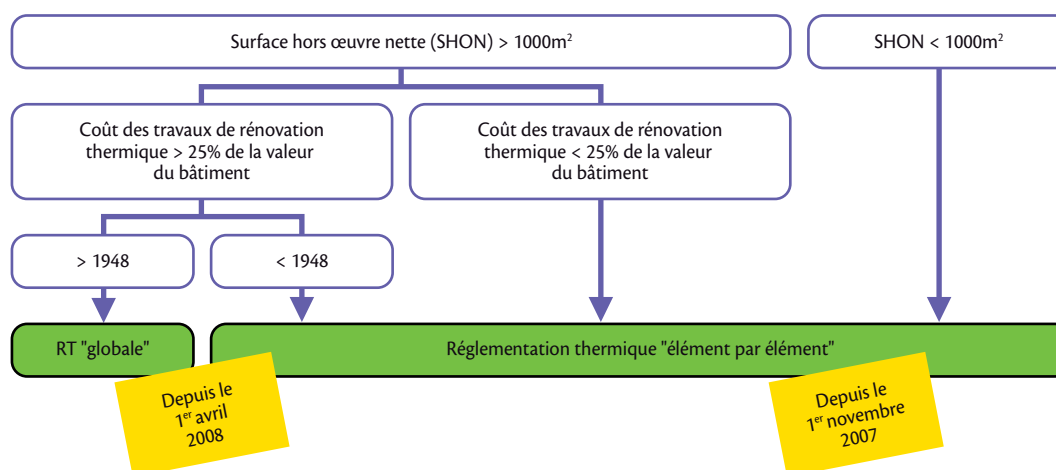 Surface hors œuvre nette (SHON) > 1000m²
SHON < 1000m²
Coût des travaux de rénovation
thermique > 25% de la valeur
du bâtiment
Coût des travaux de rénovation
thermique < 25% de la valeur
du bâtiment
> 1948
< 1948
RT "globale"
Réglementation thermique "élément par élément"
Depuis le
1er avril
2008
Depuis le
1er novembre
2007